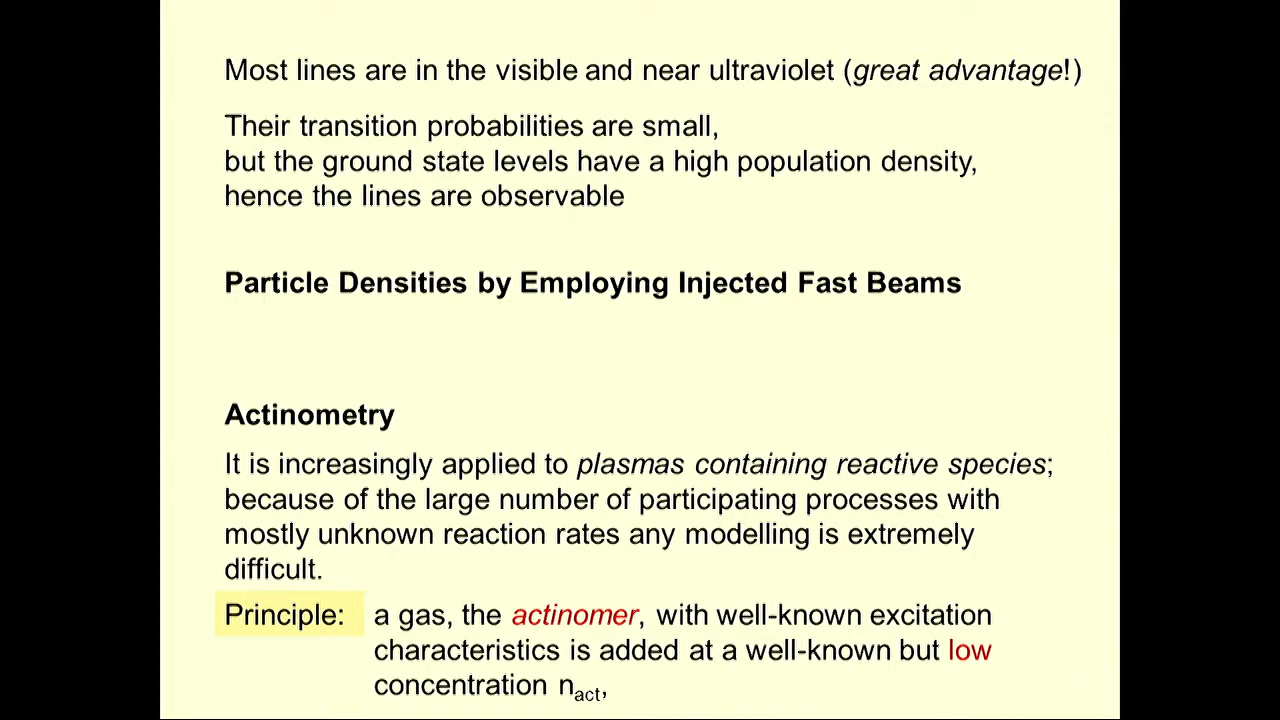 Most lines are in the visible and near ultraviolet (great advantage!)
Their transition probabilities are small,
but the ground state levels have a high population density,
hence the lines are observable
Particle Densities by Employing Injected Fast Beams
Actinometry
It is increasingly applied to plasmas containing reactive species;
because of the large number of participating processes with
mostly unknown reaction rates any modelling is extremely
difficult.
Principle: a gas, the actinomer, with well-known excitation
characteristics is added at a well-known but low
concentration nact,